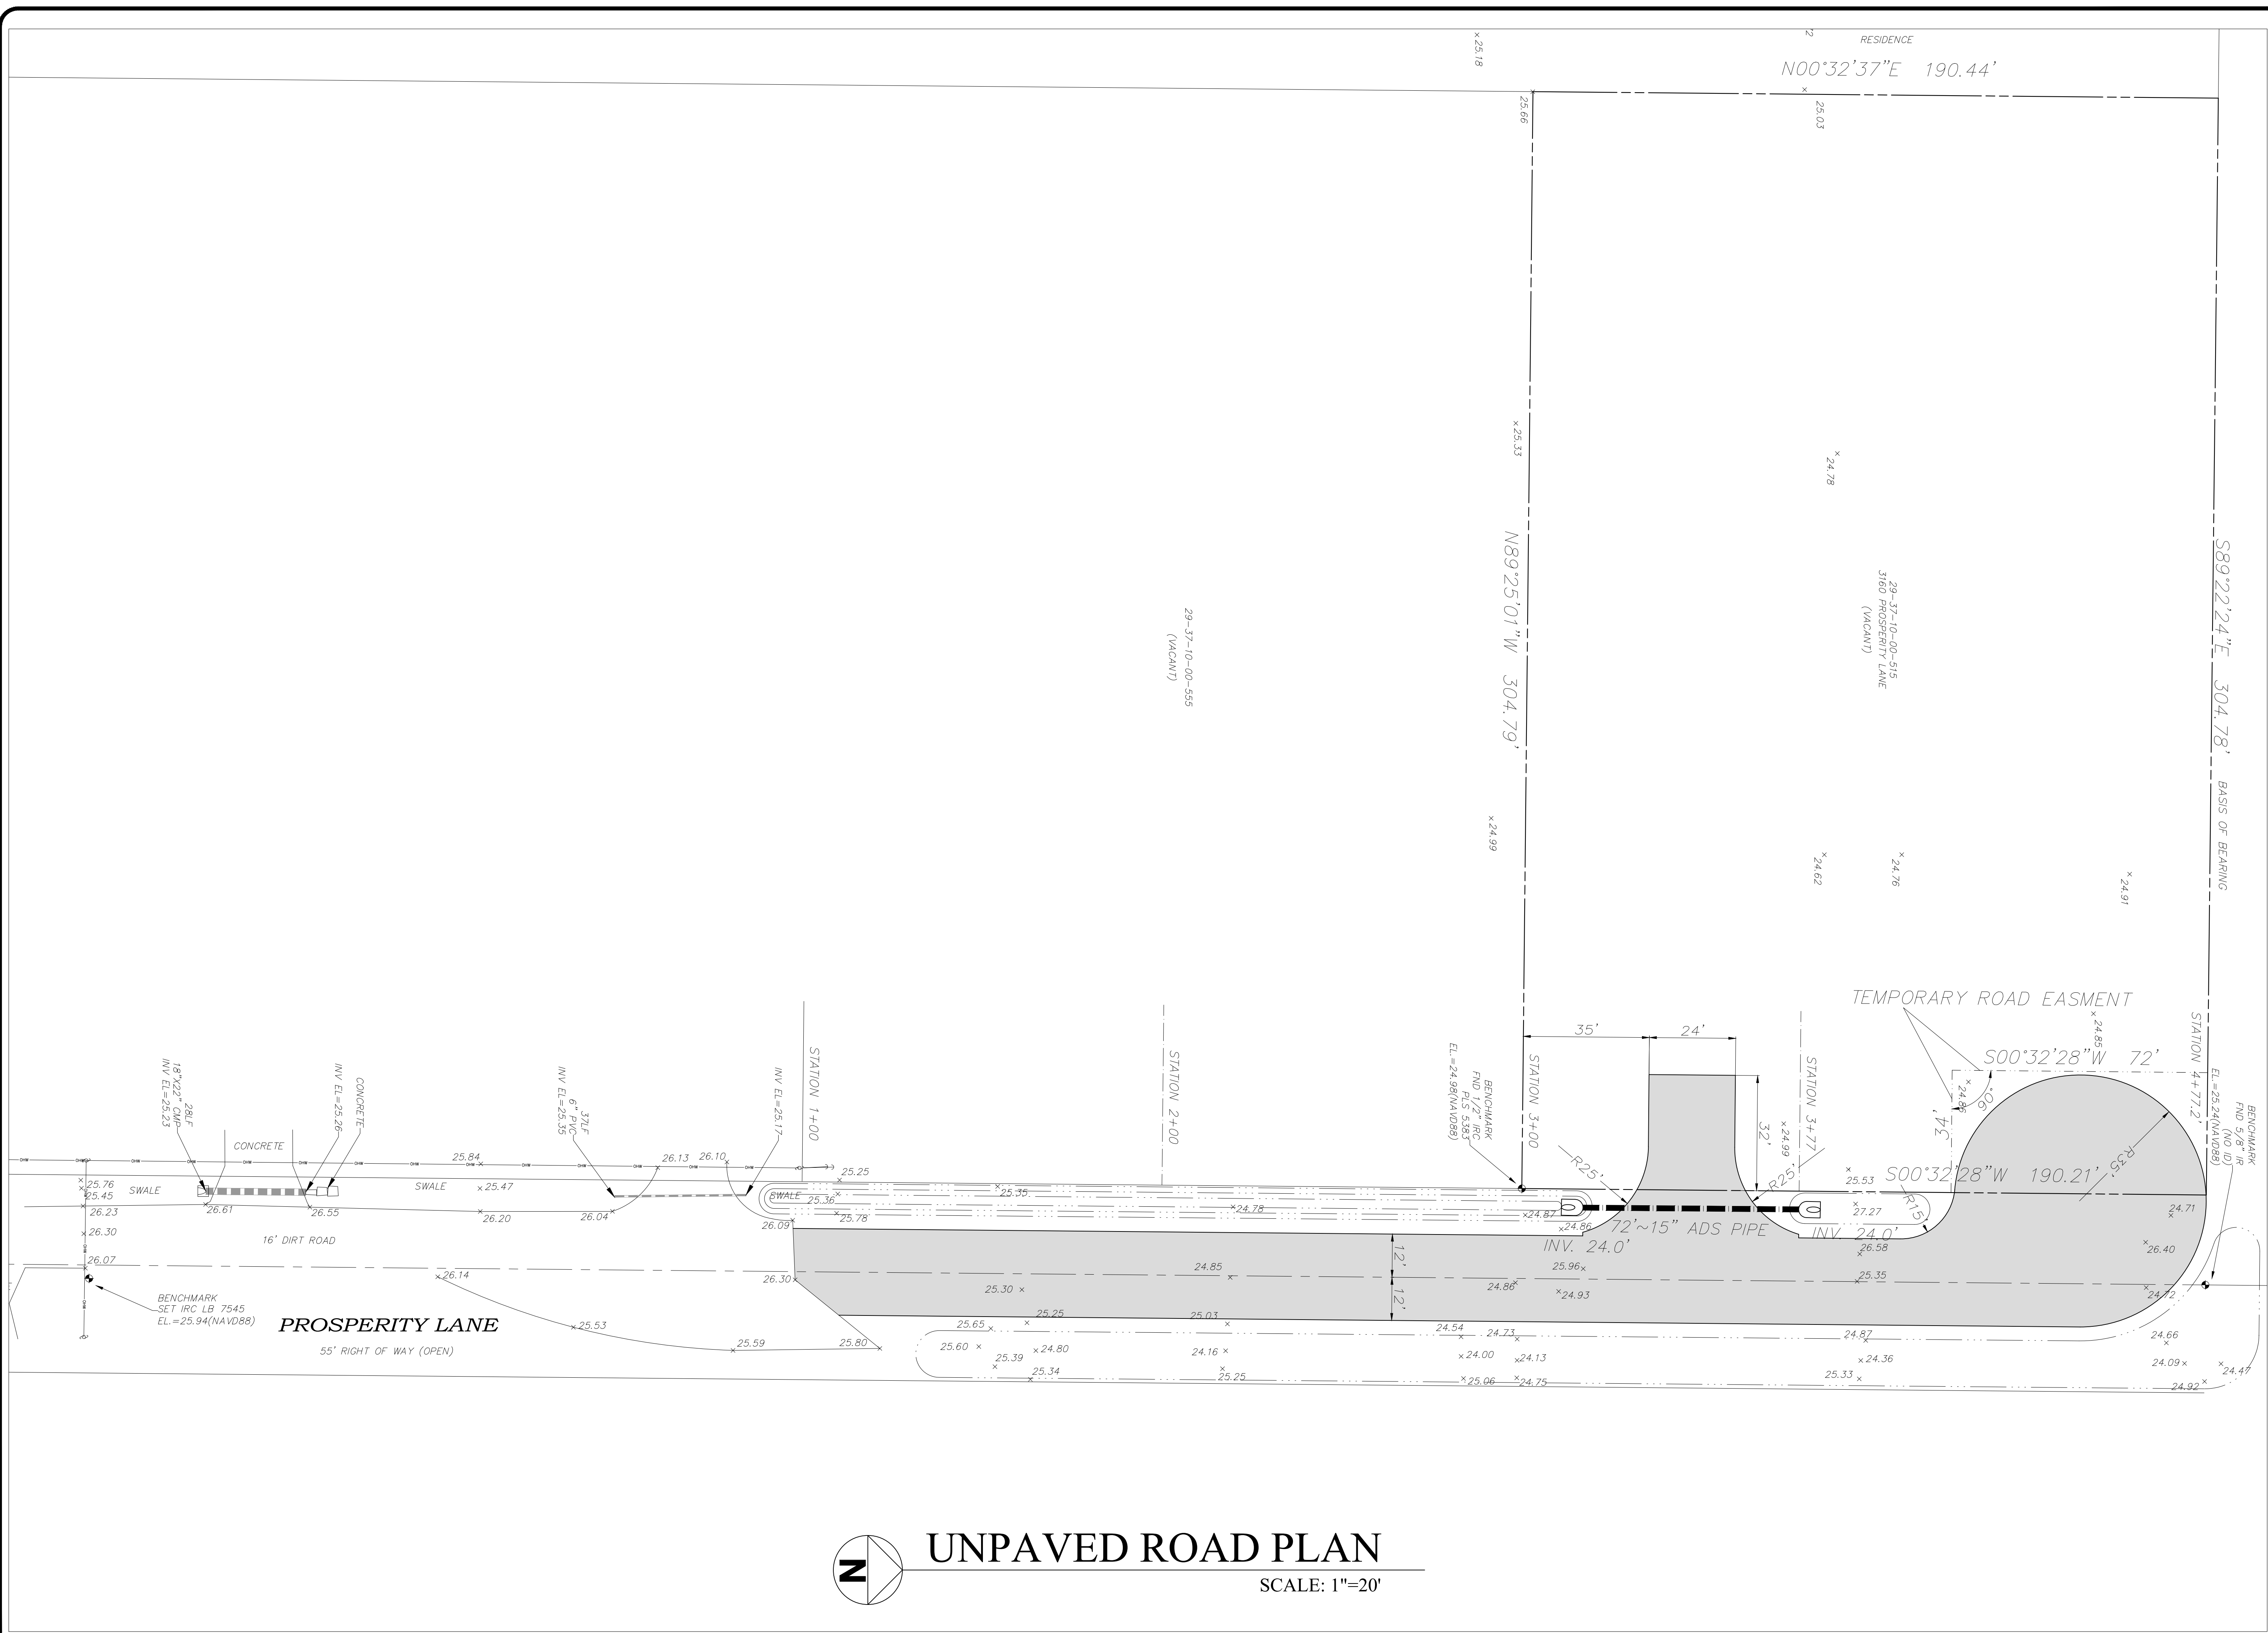 RESIDENCE
N00°32'37"E 190.44'
25.18
25.66
25.03
25.33
24.78
N89°25'01"W 304.79'
S89°22'24"E 304.78' BASIS OF BEARING
29-37-10-00-555
(VACANT)
29-37-10-00-515
3160 PROSPERITY LANE
(VACANT)
24.99
24.62
24.76
24.91
TEMPORARY ROAD EASMENT
24.85
S00°32'28"W 72'
24.86
90°
34'
R35'
STATION 4+77.2'
BENCHMARK
FND 5/8" IR
(NO ID)
EL.=25.24(NAVD88)
35'
24'
32'
24.99
STATION 1+00
STATION 2+00
STATION 3+00
STATION 3+77
BENCHMARK
FND 1/2" IRC
PLS 5383
EL.=24.98(NAVD88)
28LF
18"X22" CMP
INV EL=25.23
CONCRETE
INV EL=25.26
CONCRETE
37LF
6" PVC
INV EL=25.35
INV EL=25.17
R25'
R25'
R15'
S00°32'28"W 190.21'
25.84
26.13
26.10
25.25
25.53
25.76
25.45
SWALE
SWALE
25.47
SWALE
25.36
25.35
24.78
24.87
24.86
27.27
24.71
26.23
26.61
26.55
26.20
26.04
26.09
25.78
72'~15" ADS PIPE
INV. 24.0'
INV. 24.0'
26.58
26.40
26.30
16' DIRT ROAD
26.07
26.14
26.30
25.30
24.85
12'
12'
25.96
24.86
24.93
25.35
24.72
BENCHMARK
SET IRC LB 7545
EL.=25.94(NAVD88)
PROSPERITY LANE
55' RIGHT OF WAY (OPEN)
25.53
25.59
25.80
25.65
25.25
25.03
24.54
24.73
24.87
24.66
25.60
24.80
24.16
24.00
24.13
24.36
24.09
24.47
25.39
25.34
25.25
25.06
24.75
25.33
24.92
N
UNPAVED ROAD PLAN
SCALE: 1"=20'